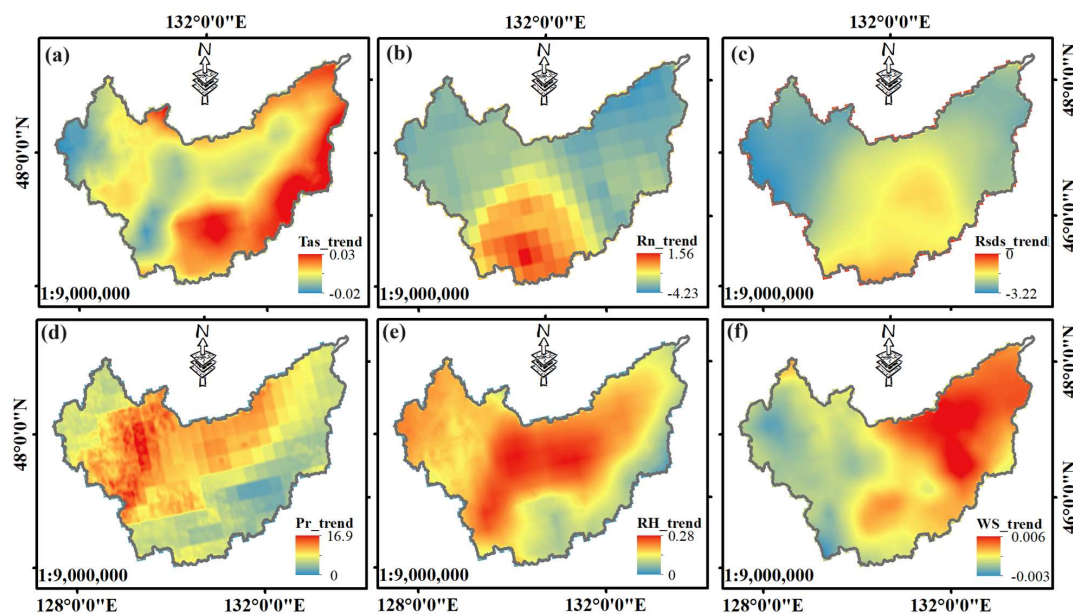 132°0'0"E 132°0'0"E 132°0'0"E
(a) N
Tas_trend
0.03
-0.02
1:9,000,000
(b) N
Rn_trend
1.56
-4.23
1:9,000,000
(c) N
Rsds_trend
0
-3.22
1:9,000,000
48°0'0"N
48°0'0"N
46°0'0"N
(d) N
Pr_trend
16.9
0
1:9,000,000
(e) N
RH_trend
0.28
0
1:9,000,000
(f) N
WS_trend
0.006
-0.003
1:9,000,000
48°0'0"N
48°0'0"N
46°0'0"N
128°0'0"E 132°0'0"E 128°0'0"E 132°0'0"E 128°0'0"E 132°0'0"E